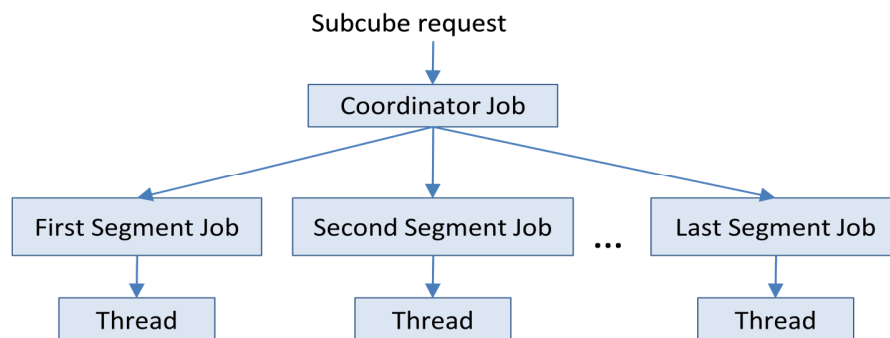 Subcube request
Coordinator Job
First Segment Job
Second Segment Job
...
Last Segment Job
Thread
Thread
Thread